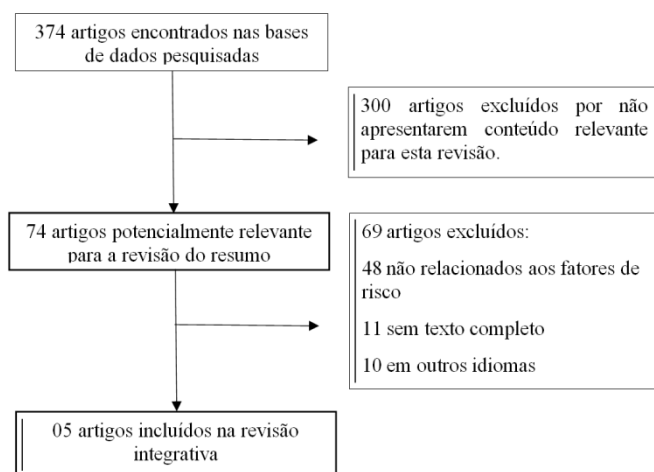 374 artigos encontrados nas bases
de dados pesquisadas
300 artigos excluídos por não
apresentarem conteúdo relevante
para esta revisão.
74 artigos potencialmente relevante
para a revisão do resumo
69 artigos excluídos:
48 não relacionados aos fatores de
risco
11 sem texto completo
10 em outros idiomas
05 artigos incluídos na revisão
integrativa